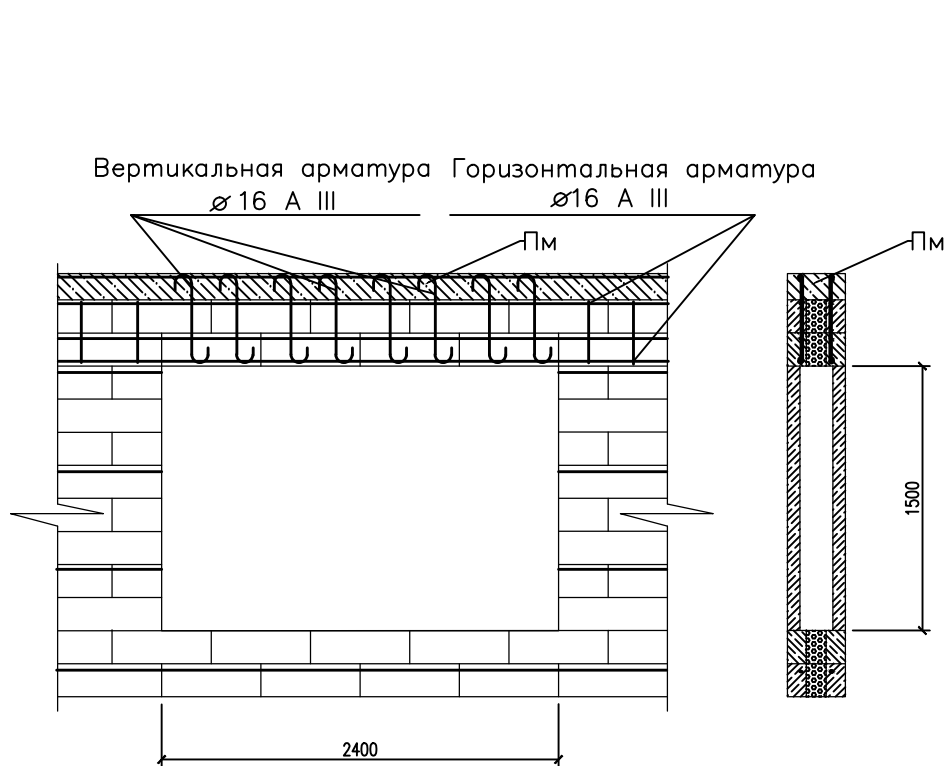 Вертикальная арматура
⌀ 16 А III
Горизонтальная арматура
⌀16 А III
Пм
Пм
1500
2400